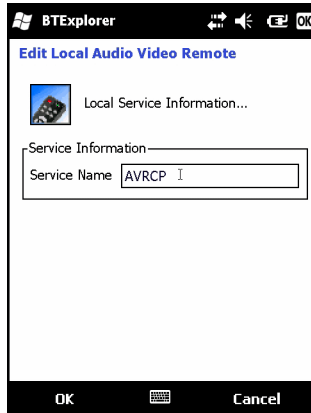 BTExplorer OK
Edit Local Audio Video Remote
Local Service Information...
Service Information
Service Name AVRCP
OK Cancel